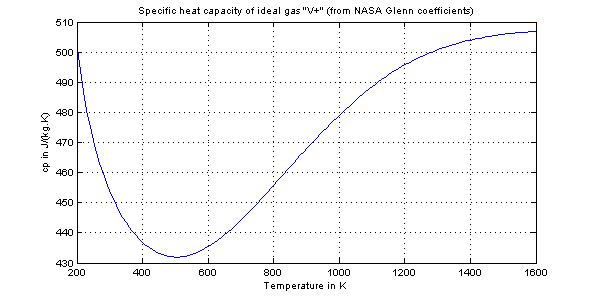 Specific heat capacity of ideal gas "V+" (from NASA Glenn coefficients)
510
500
490
480
470
460
450
440
430
cp in J/(kg.K)
200 400 600 800 1000 1200 1400 1600
Temperature in K